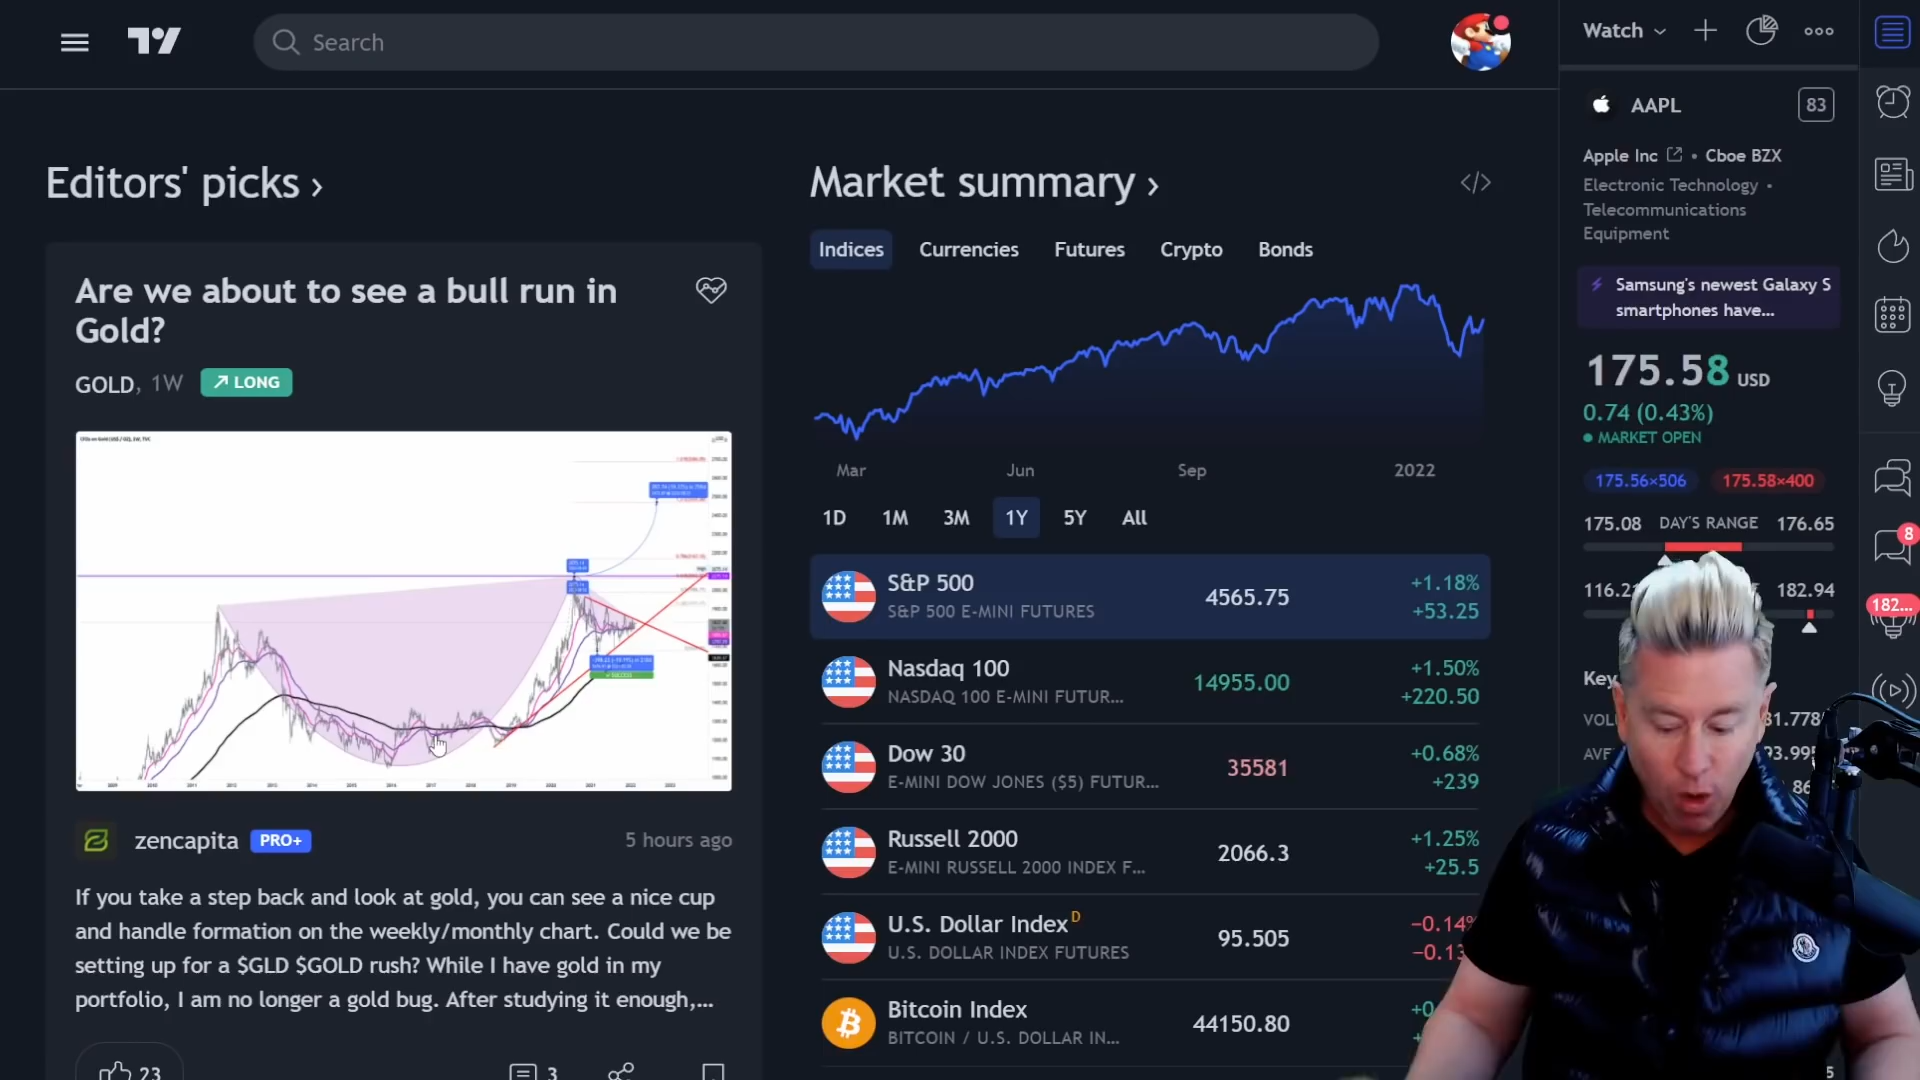 Search
Watch
Editors' picks ›
Are we about to see a bull run in
Gold?
GOLD, 1W LONG
zencapita PRO+ 5 hours ago
If you take a step back and look at gold, you can see a nice cup
and handle formation on the weekly/monthly chart. Could we be
setting up for a $GLD $GOLD rush? While I have gold in my
portfolio, I am no longer a gold bug. After studying it enough,...
23 3
Market summary ›
Indices Currencies Futures Crypto Bonds
Mar Jun Sep 2022
1D 1M 3M 1Y 5Y All
S&P 500
S&P 500 E-MINI FUTURES
4565.75
+1.18%
+53.25
Nasdaq 100
NASDAQ 100 E-MINI FUTUR...
14955.00
+1.50%
+220.50
Dow 30
E-MINI DOW JONES ($5) FUTUR...
35581
+0.68%
+239
Russell 2000
E-MINI RUSSELL 2000 INDEX F...
2066.3
+1.25%
+25.5
U.S. Dollar Index D
U.S. DOLLAR INDEX FUTURES
95.505
−0.14%
Bitcoin Index
BITCOIN / U.S. DOLLAR IN...
44150.80
AAPL 83
Apple Inc • Cboe BZX
Electronic Technology •
Telecommunications
Equipment
Samsung's newest Galaxy S
smartphones have...
175.58 USD
0.74 (0.43%)
MARKET OPEN
175.56×506 175.58×400
175.08 DAY'S RANGE 176.65
182.94
Key
8
182...